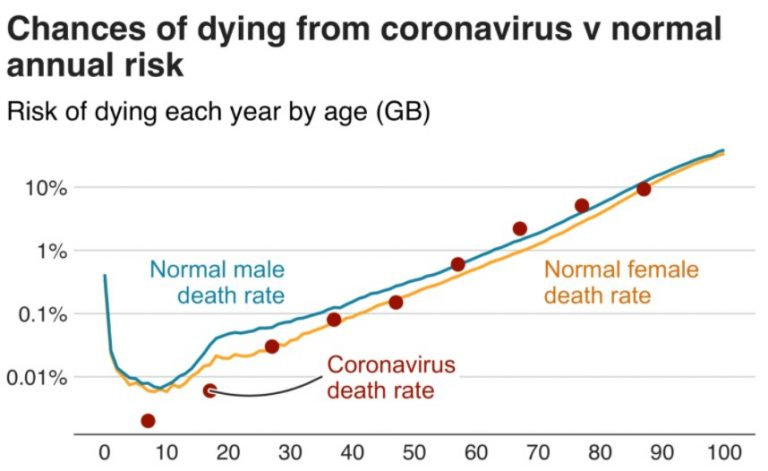 Chances of dying from coronavirus v normal
annual risk
Risk of dying each year by age (GB)
10%
1%
Normal male
death rate
Normal female
death rate
0.1%
Coronavirus
death rate
0.01%
0 10 20 30 40 50 60 70 80 90 100